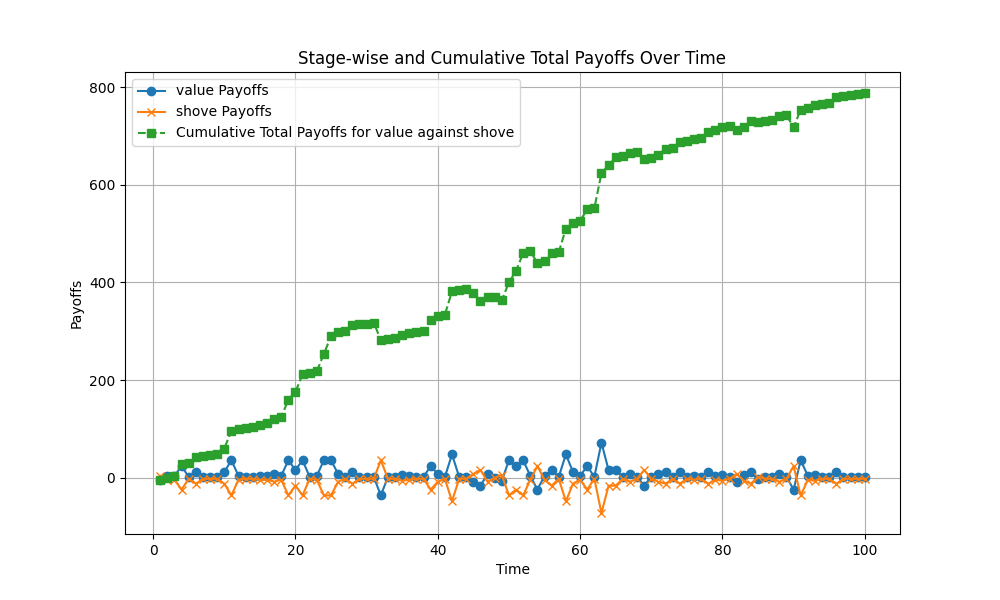 Stage-wise and Cumulative Total Payoffs Over Time
value Payoffs
shove Payoffs
Cumulative Total Payoffs for value against shove
Payoffs
800
600
400
200
0
0 20 40 60 80 100
Time